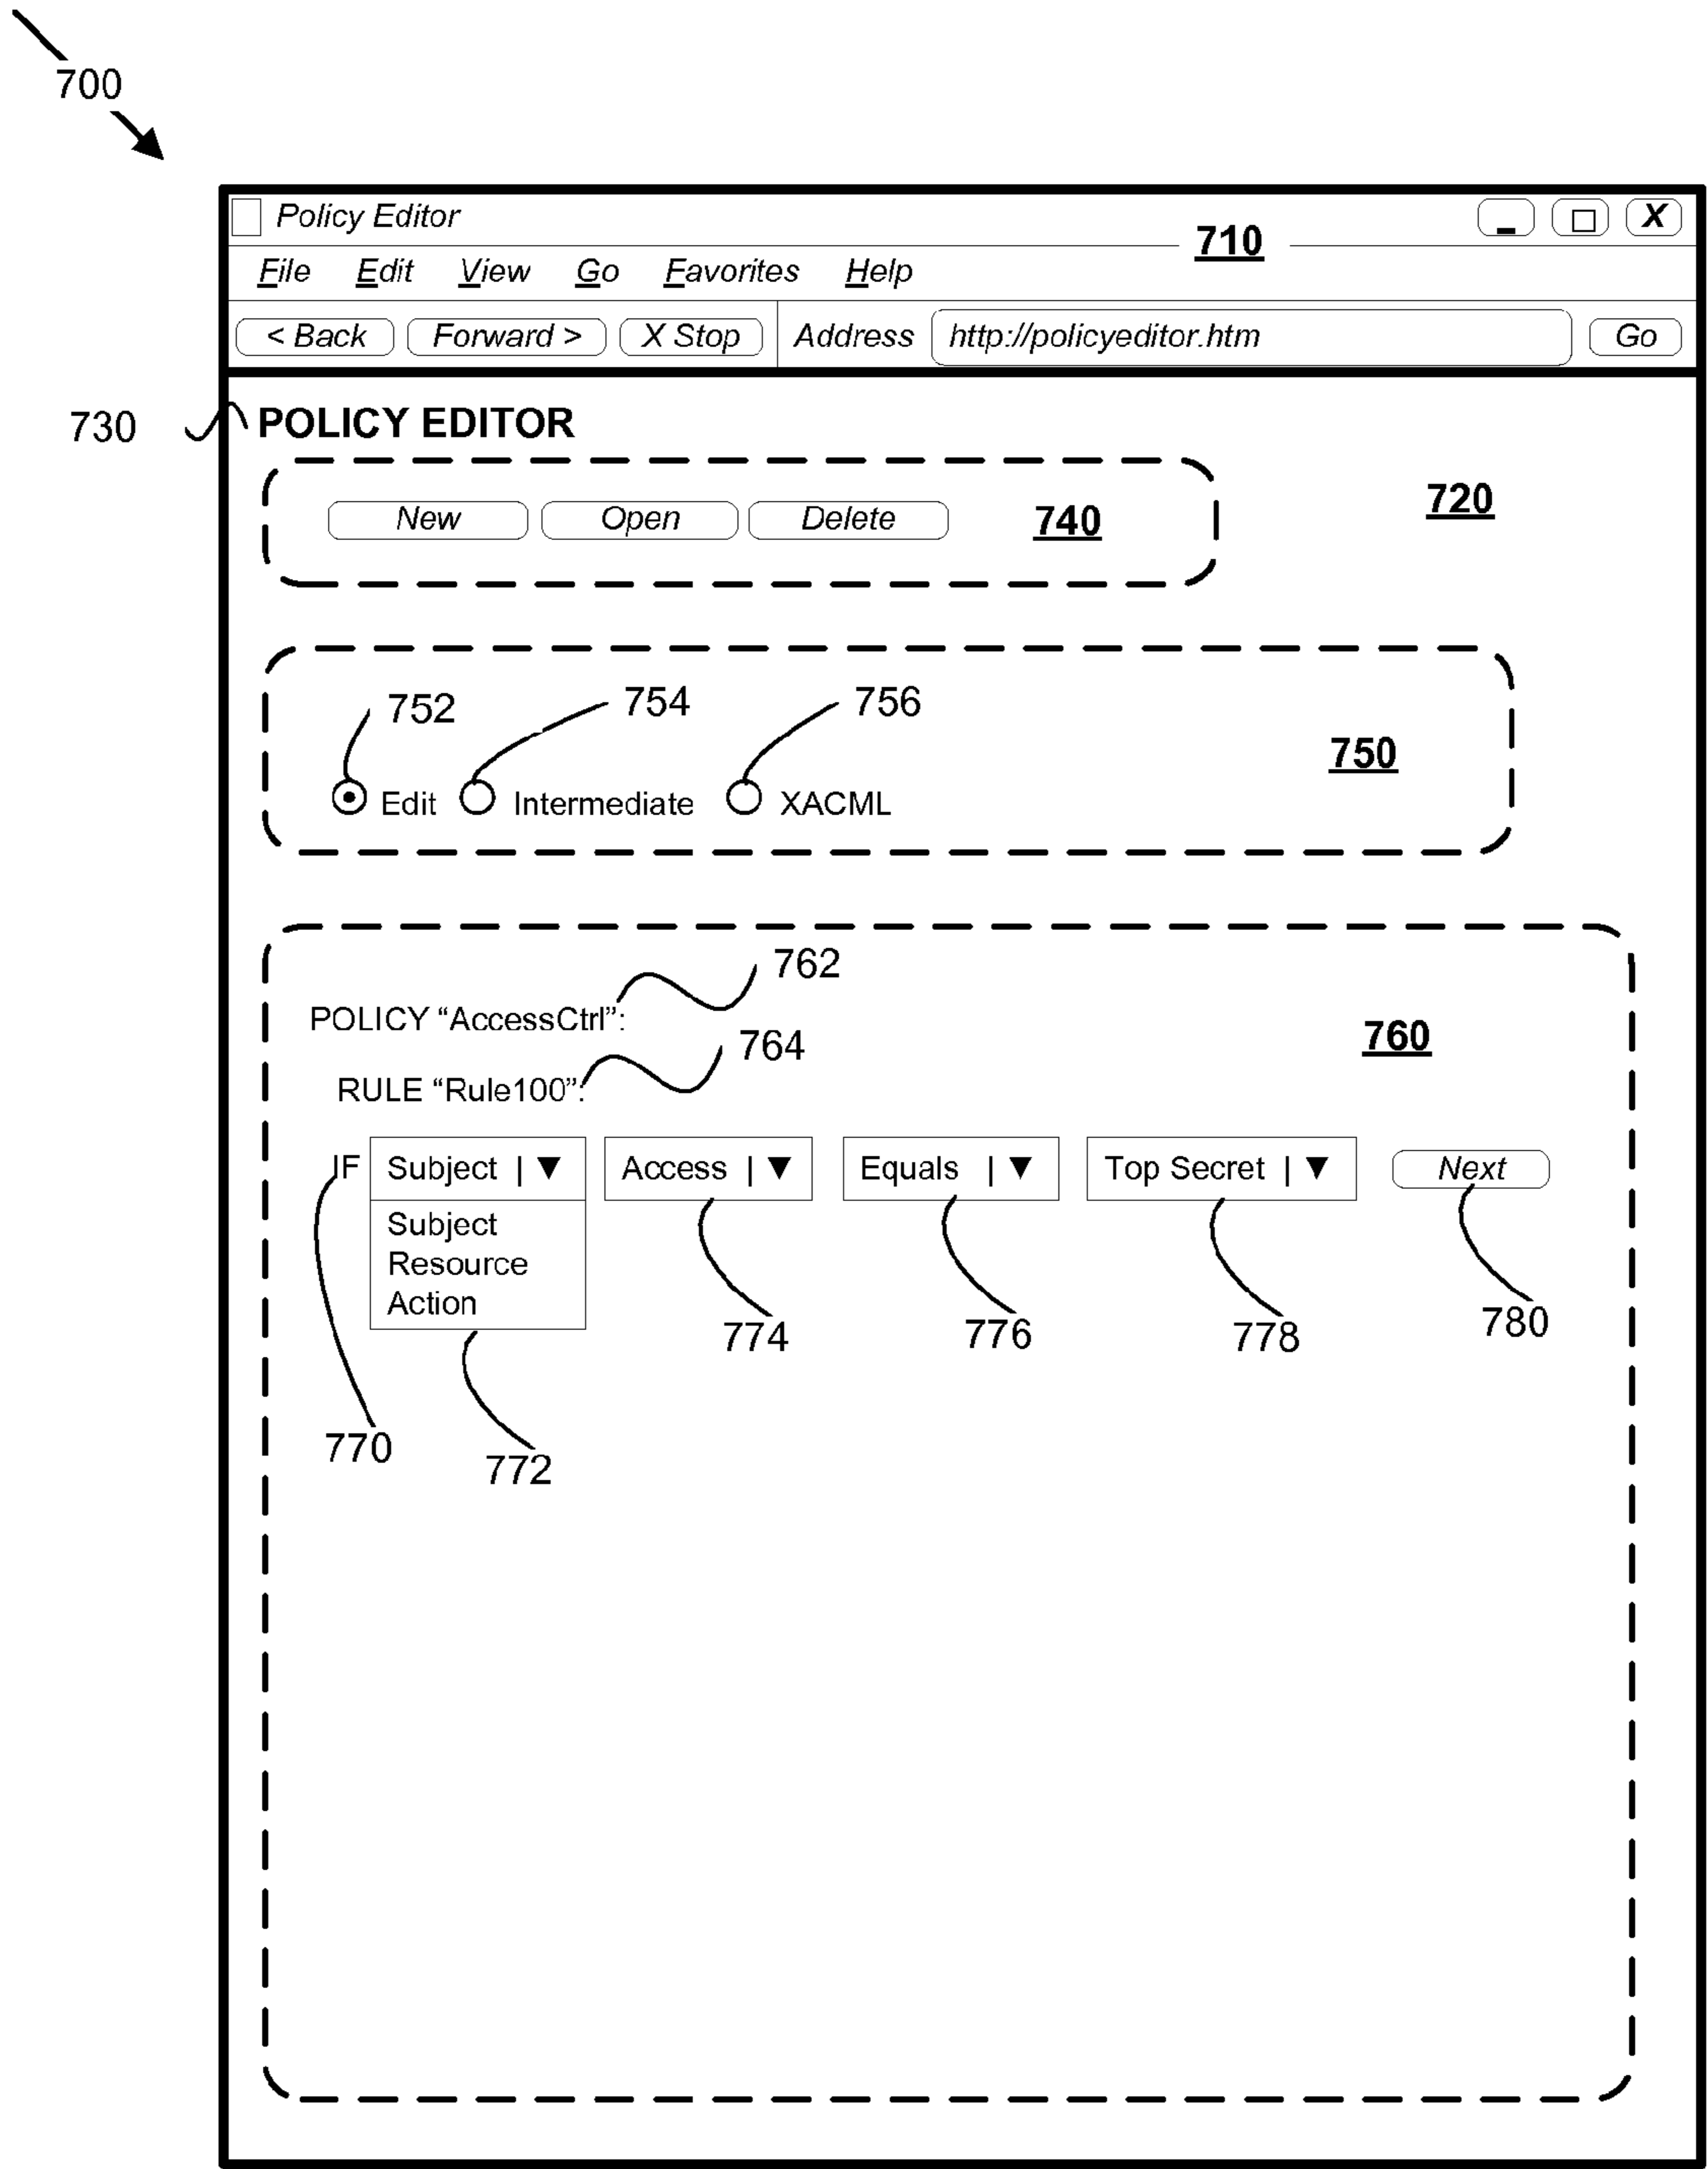 700
Policy Editor X
710
File Edit View Go Favorites Help
< Back Forward > X Stop Address http://policyeditor.htm Go
730 POLICY EDITOR
720
New Open Delete 740
752 754 756
750
Edit Intermediate XACML
762
POLICY “AccessCtrl”:
760
764
RULE “Rule100”:
IF Subject | ▼ Access | ▼ Equals | ▼ Top Secret | ▼ Next
Subject
Resource
Action
774 776 778 780
770 772